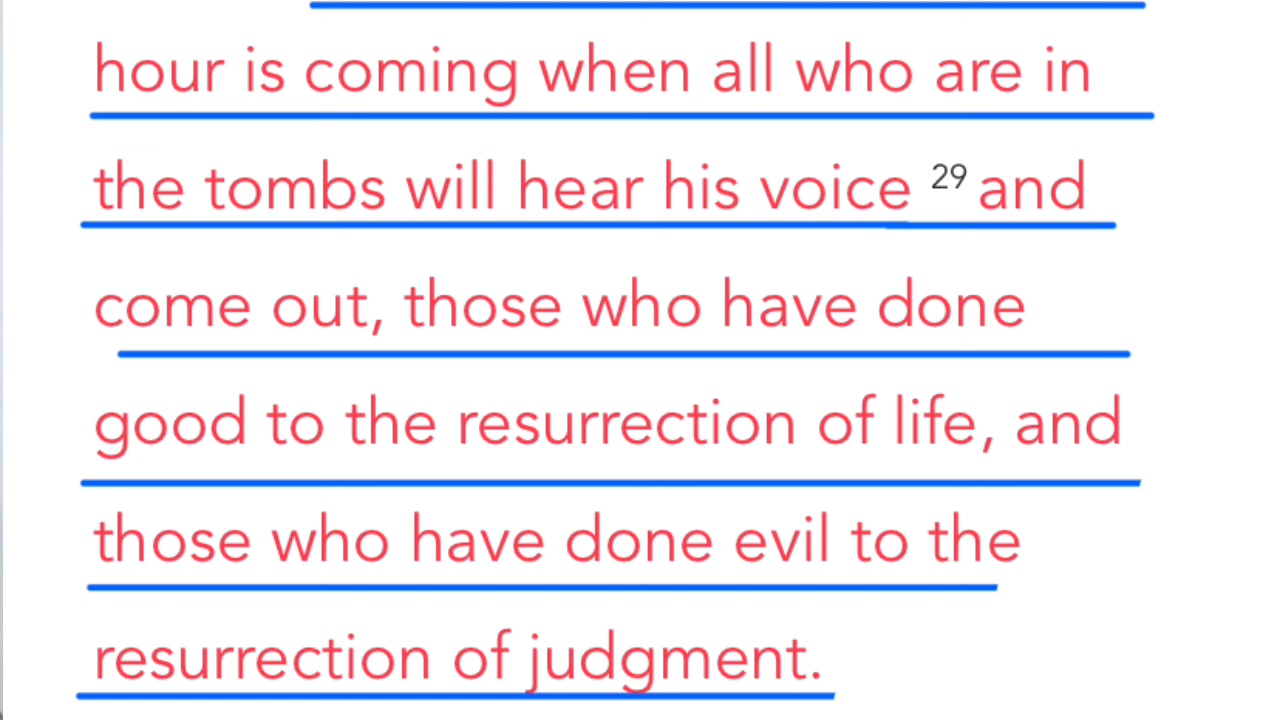 hour is coming when all who are in
the tombs will hear his voice 29 and
come out, those who have done
good to the resurrection of life, and
those who have done evil to the
resurrection of judgment.